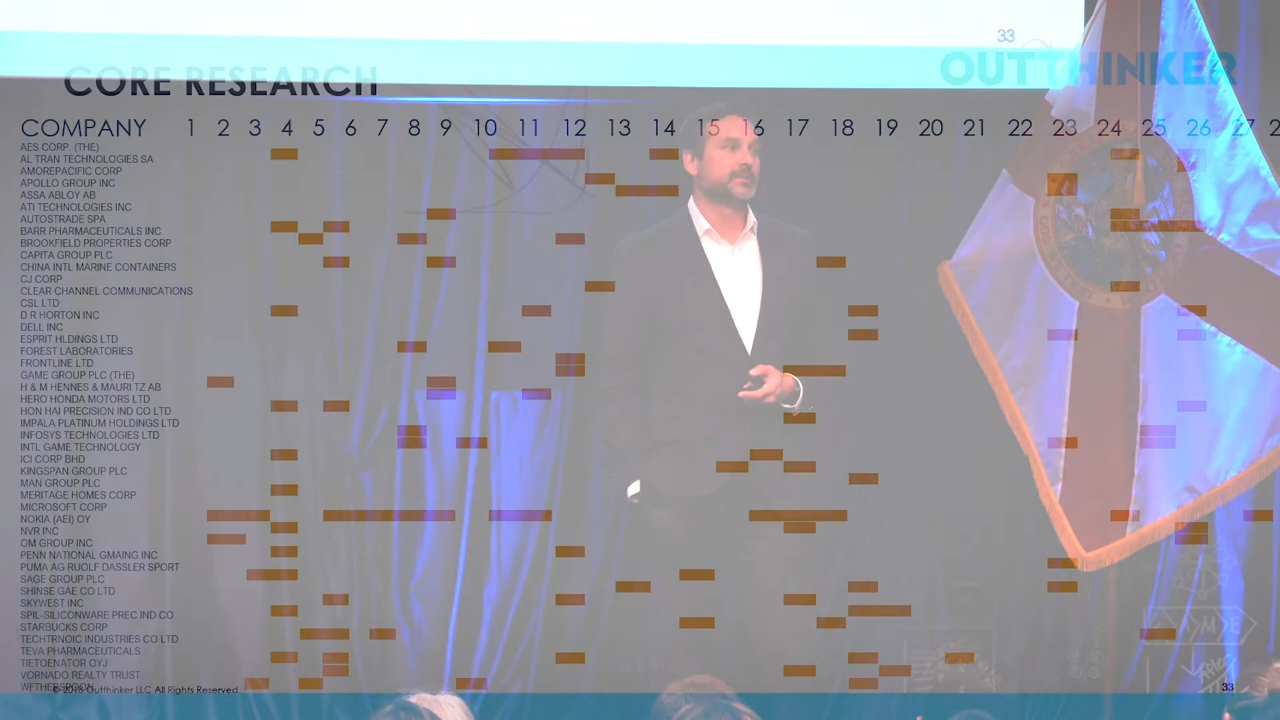 33
OUTTHINKER
CORE RESEARCH
COMPANY 1 2 3 4 5 6 7 8 9 10 11 12 13 14 15 16 17 18 19 20 21 22 23 24 25 26 27 2
AES CORP. (THE)
AL TRAN TECHNOLOGIES SA
AMOREPACIFIC CORP
APOLLO GROUP INC
ASSA ABLOY AB
ATI TECHNOLOGIES INC
AUTOSTRADE SPA
BARR PHARMACEUTICALS INC
BROOKFIELD PROPERTIES CORP
CAPITA GROUP PLC
CHINA INTL MARINE CONTAINERS
CJ CORP
CLEAR CHANNEL COMMUNICATIONS
CSL LTD
D R HORTON INC
DELL INC
ESPRIT HLDINGS LTD
FOREST LABORATORIES
FRONTLINE LTD
GAME GROUP PLC (THE)
H & M HENNES & MAURI TZ AB
HERO HONDA MOTORS LTD
HON HAI PRECISION IND CO LTD
IMPALA PLATINUM HOLDINGS LTD
INFOSYS TECHNOLOGIES LTD
INTL GAME TECHNOLOGY
ICI CORP BHD
KINGSPAN GROUP PLC
MAN GROUP PLC
MERITAGE HOMES CORP
MICROSOFT CORP
NOKIA (AEI) OY
NVR INC
OM GROUP INC
PENN NATIONAL GMAING INC
PUMA AG RUOLF DASSLER SPORT
SAGE GROUP PLC
SHINSE GAE CO LTD
SKYWEST INC
SPIL-SILICONWARE PREC IND CO
STARBUCKS CORP
TECHTRNOIC INDUSTRIES CO LTD
TEVA PHARMACEUTICALS
TIETOENATOR OYJ
VORNADO REALTY TRUST
WETHERSPOON
© 2016 Outthinker LLC All Rights Reserved
33